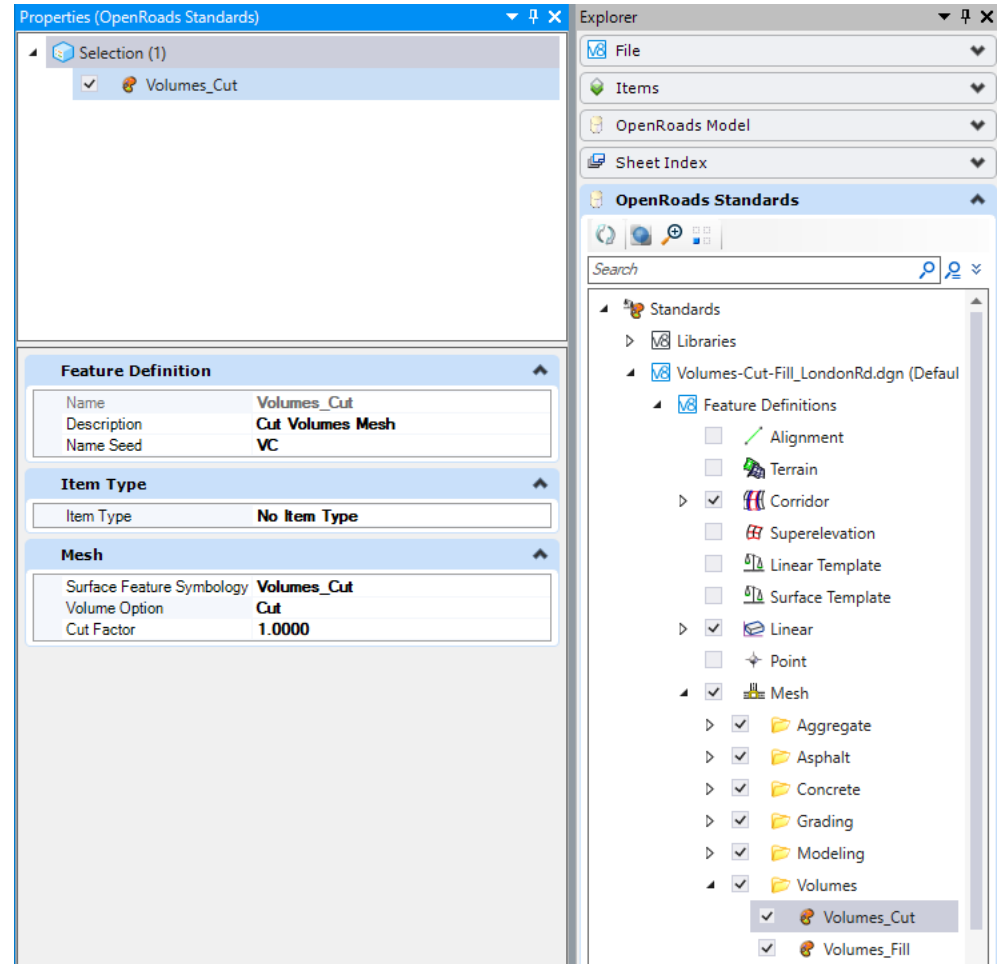 Properties (OpenRoads Standards)
Selection (1)
Volumes_Cut
Feature Definition
Name Volumes_Cut
Description Cut Volumes Mesh
Name Seed VC
Item Type
Item Type No Item Type
Mesh
Surface Feature Symbology Volumes_Cut
Volume Option Cut
Cut Factor 1.0000
Explorer
File
Items
OpenRoads Model
Sheet Index
OpenRoads Standards
Search
Standards
Libraries
Volumes-Cut-Fill_LondonRd.dgn (Defaul
Feature Definitions
Alignment
Terrain
Corridor
Superelevation
Linear Template
Surface Template
Linear
Point
Mesh
Aggregate
Asphalt
Concrete
Grading
Modeling
Volumes
Volumes_Cut
Volumes_Fill